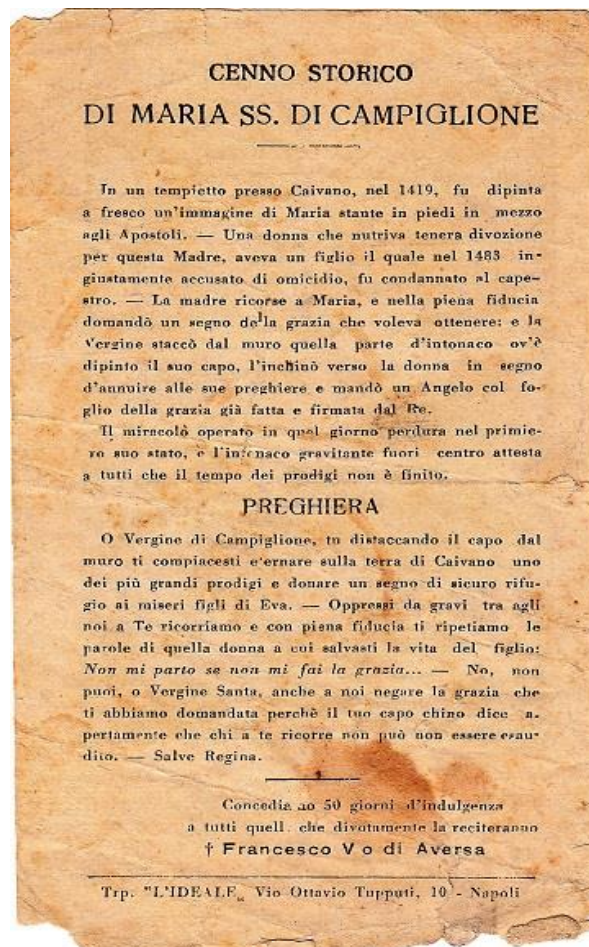 CENNO STORICO
DI MARIA SS. DI CAMPIGLIONE
In un tempietto presso Caivano, nel 1419, fu dipinta
a fresco un'immagine di Maria stante in piedi in mezzo
agli Apostoli. — Una donna che nutriva tenera divozione
per questa Madre, aveva un figlio il quale nel 1483 in-
giustamente accusato di omicidio, fu condannato al cape-
stro. — La madre ricorse a Maria, e nella piena fiducia
domandò un segno della grazia che voleva ottenere; e la
Vergine staccò dal muro quella parte d'intonaco ov'è
dipinto il suo capo, l'inchinò verso la donna in segno
d'annuire alle sue preghiere e mandò un Angelo col fo-
glio della grazia già fatta e firmata dal Re.
Il miracolò operato in quel giorno perdura nel primie-
ro suo stato, e l'intonaco gravitante fuori centro attesta
a tutti che il tempo dei prodigi non è finito.
PREGHIERA
O Vergine di Campiglione, tu distaccando il capo dal
muro ti compiacesti e'ernare sulla terra di Caivano uno
dei più grandi prodigi e donare un segno di sicuro rifu-
gio ai miseri figli di Eva. — Oppressi da gravi tra agli
noi a Te ricorriamo e con piena fiducia ti ripetiamo le
parole di quella donna a cui salvasti la vita del figlio:
Non mi parto se non mi fai la grazia... — No, non
puoi, o Vergine Santa, anche a noi negare la grazia che
ti abbiamo domandata perchè il tuo capo chino dice a-
pertamente che chi a te ricorre non può non essere esau-
dito. — Salve Regina.
Concedia no 50 giorni d'indulgenza
a tutti quell. che divotamente la reciteranno
† Francesco V o di Aversa
Trp. "L'IDEALE„ Vio Ottavio Tupputi, 10 - Napoli